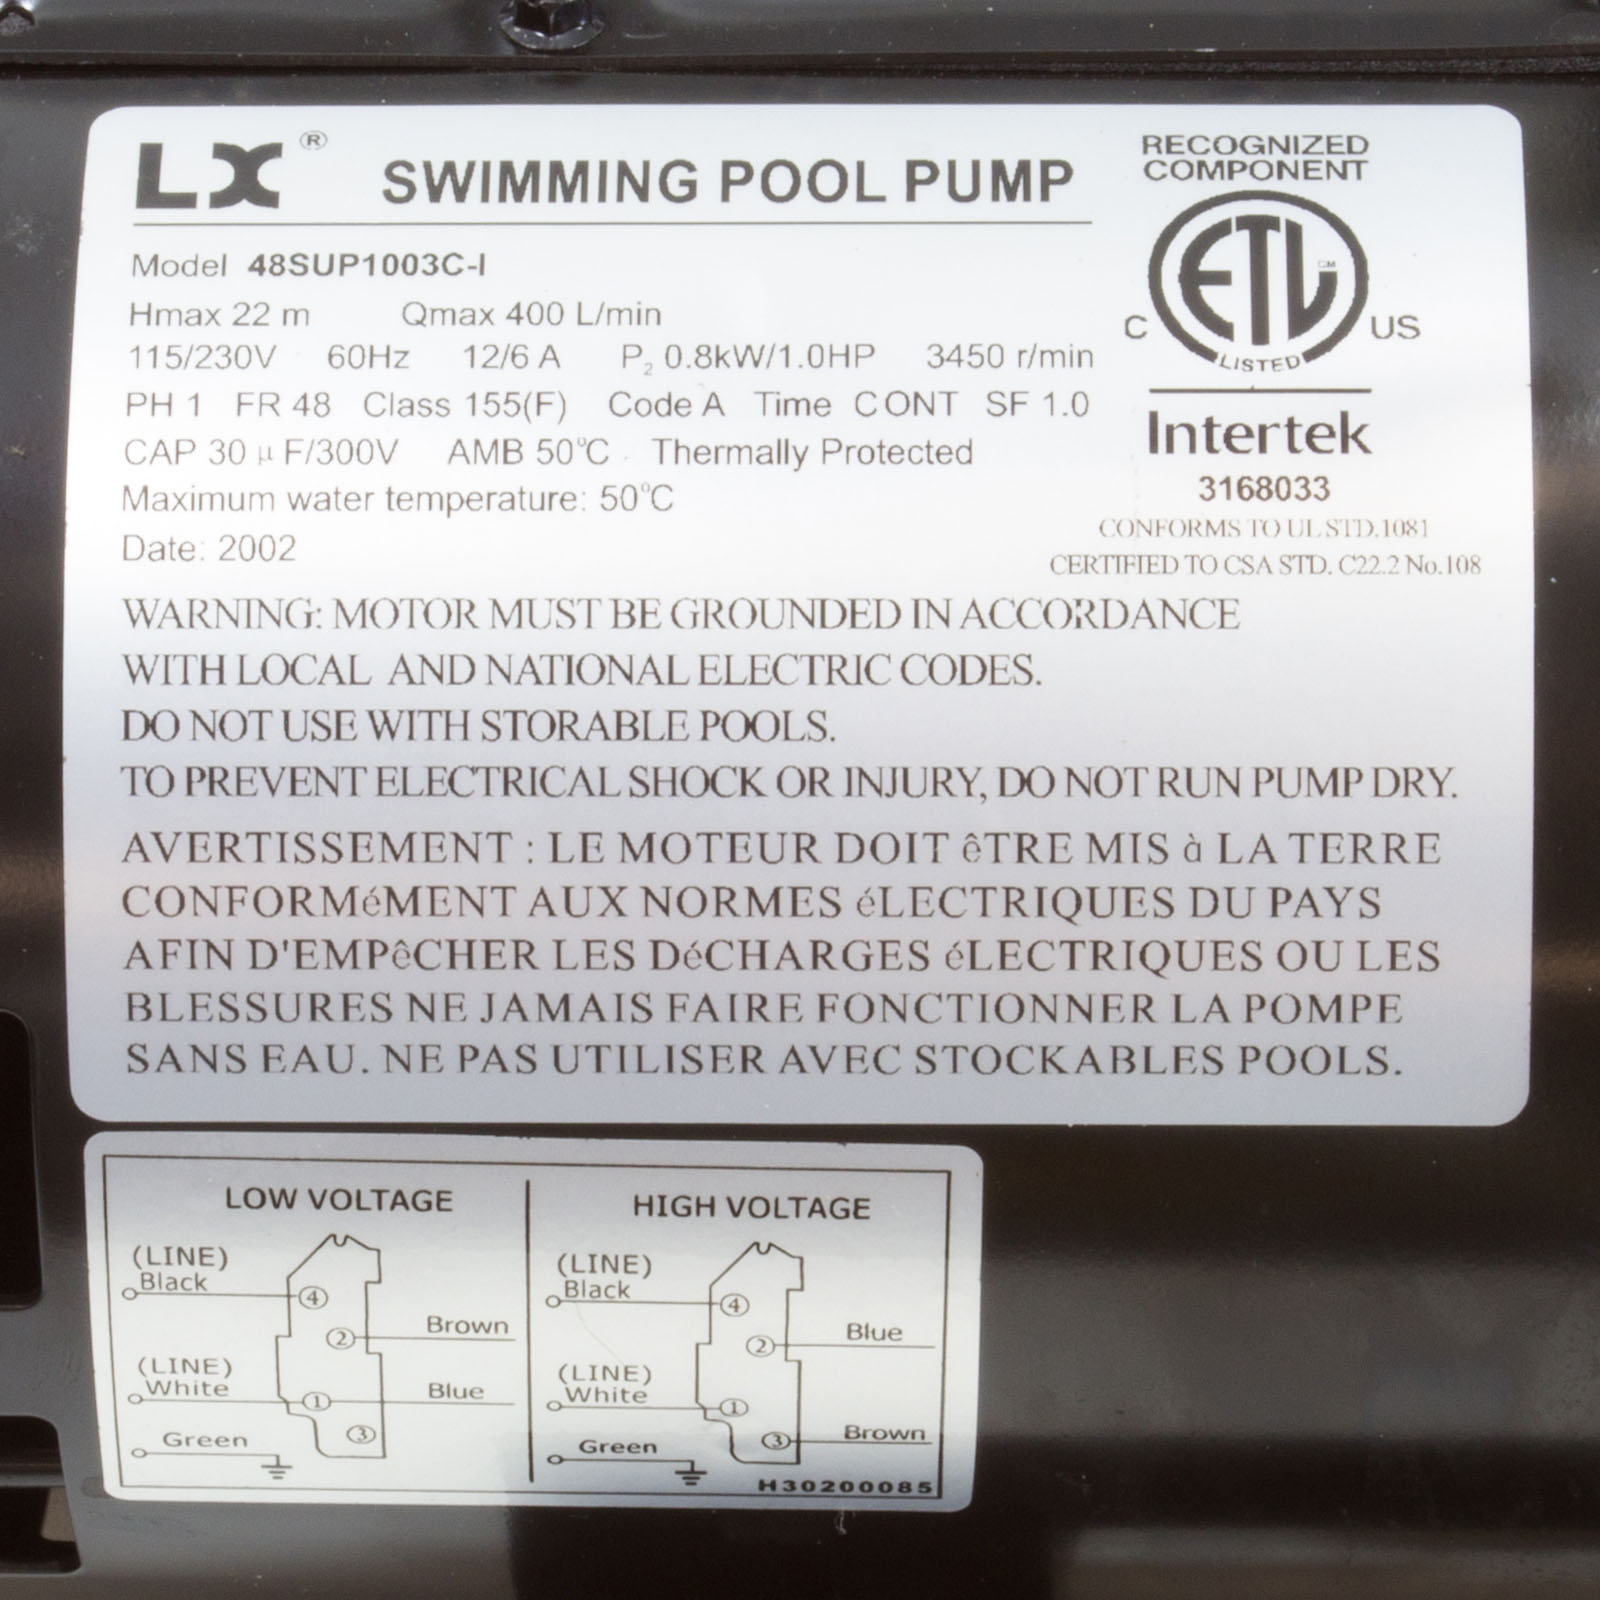 LX ® SWIMMING POOL PUMP
RECOGNIZED
COMPONENT
ETL CM
C US
LISTED
Intertek
3168033
CONFORMS TO UL STD.1081
CERTIFIED TO CSA STD. C22.2 No.108
Model 48SUP1003C-I
Hmax 22 m Qmax 400 L/min
115/230V 60Hz 12/6 A P₂ 0.8kW/1.0HP 3450 r/min
PH 1 FR 48 Class 155(F) Code A Time CONT SF 1.0
CAP 30 μ F/300V AMB 50°C Thermally Protected
Maximum water temperature: 50°C
Date: 2002
WARNING: MOTOR MUST BE GROUNDED IN ACCORDANCE
WITH LOCAL AND NATIONAL ELECTRIC CODES.
DO NOT USE WITH STORABLE POOLS.
TO PREVENT ELECTRICAL SHOCK OR INJURY, DO NOT RUN PUMP DRY.
AVERTISSEMENT : LE MOTEUR DOIT êTRE MIS à LA TERRE
CONFORMéMENT AUX NORMES éLECTRIQUES DU PAYS
AFIN D'EMPêCHER LES DéCHARGES éLECTRIQUES OU LES
BLESSURES NE JAMAIS FAIRE FONCTIONNER LA POMPE
SANS EAU. NE PAS UTILISER AVEC STOCKABLES POOLS.
LOW VOLTAGE
(LINE)
Black
4
2
Brown
(LINE)
White
1
Blue
3
Green
HIGH VOLTAGE
(LINE)
Black
4
2
Blue
(LINE)
White
1
3
Brown
Green
H30200085